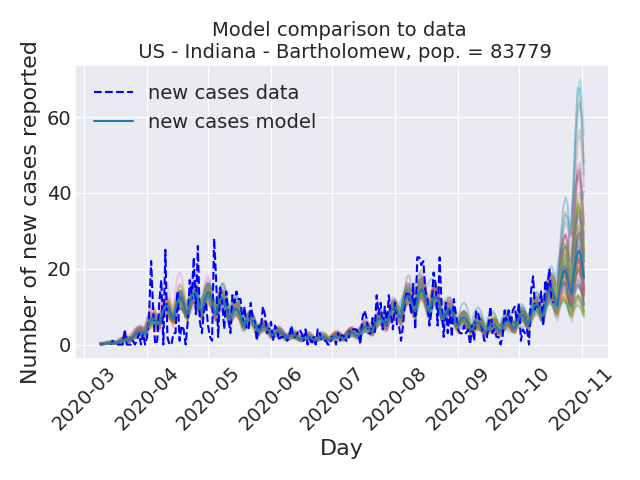 Model comparison to data
US - Indiana - Bartholomew, pop. = 83779
Number of new cases reported
60
40
20
0
new cases data
new cases model
2020-03
2020-04
2020-05
2020-06
2020-07
2020-08
2020-09
2020-10
2020-11
Day